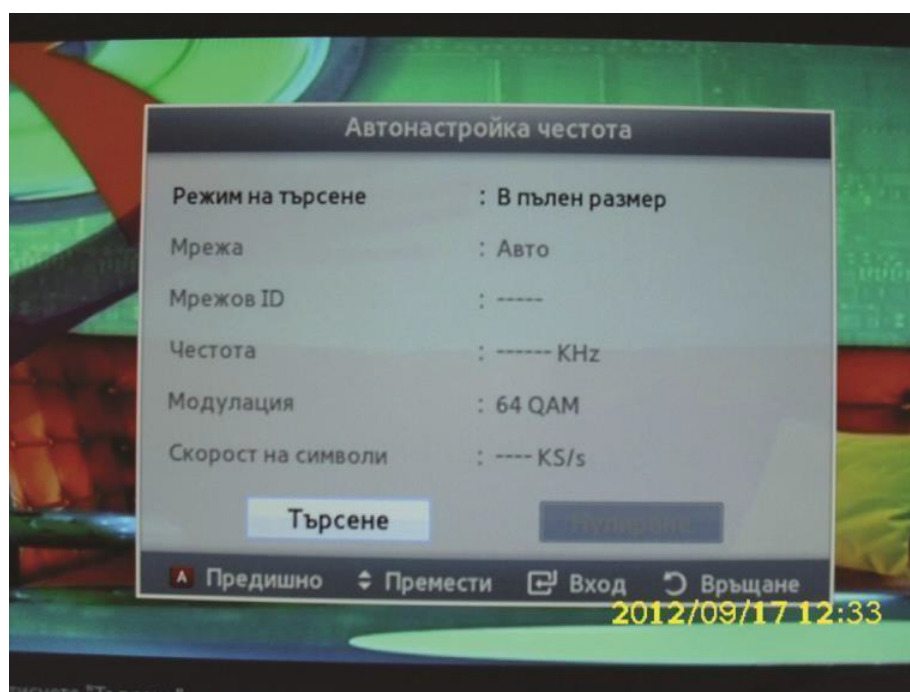 Автонастройка честота
Режим на търсене : В пълен размер
Мрежа : Авто
Мрежов ID : -----
Честота : ------ KHz
Модулация : 64 QAM
Скорост на символи : ---- KS/s
Търсене
A Предишно Премести Вход Връщане
2012/09/17 12:33